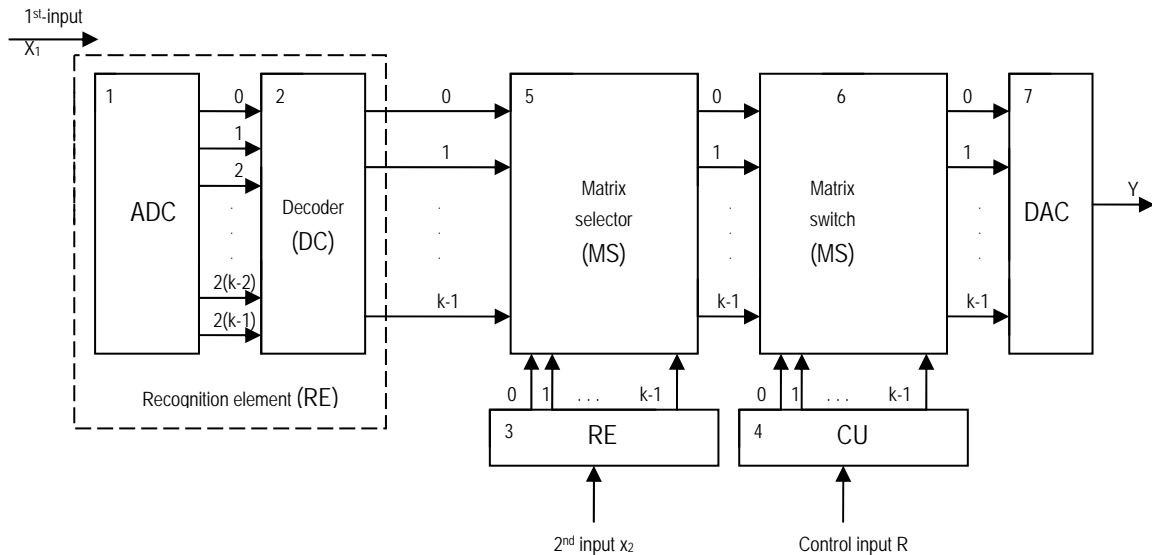 1st-input
X1
1
ADC
0
1
2
.
.
.
2(k-2)
2(k-1)
2
Decoder
(DC)
Recognition element (RE)
0
1
.
.
.
k-1
5
Matrix
selector
(MS)
0
1
.
.
.
k-1
6
Matrix
switch
(MS)
0
1
.
.
.
k-1
7
DAC
Y
0 1 . . . k-1
3 RE
2nd input x2
0 1 . . . k-1
4 CU
Control input R